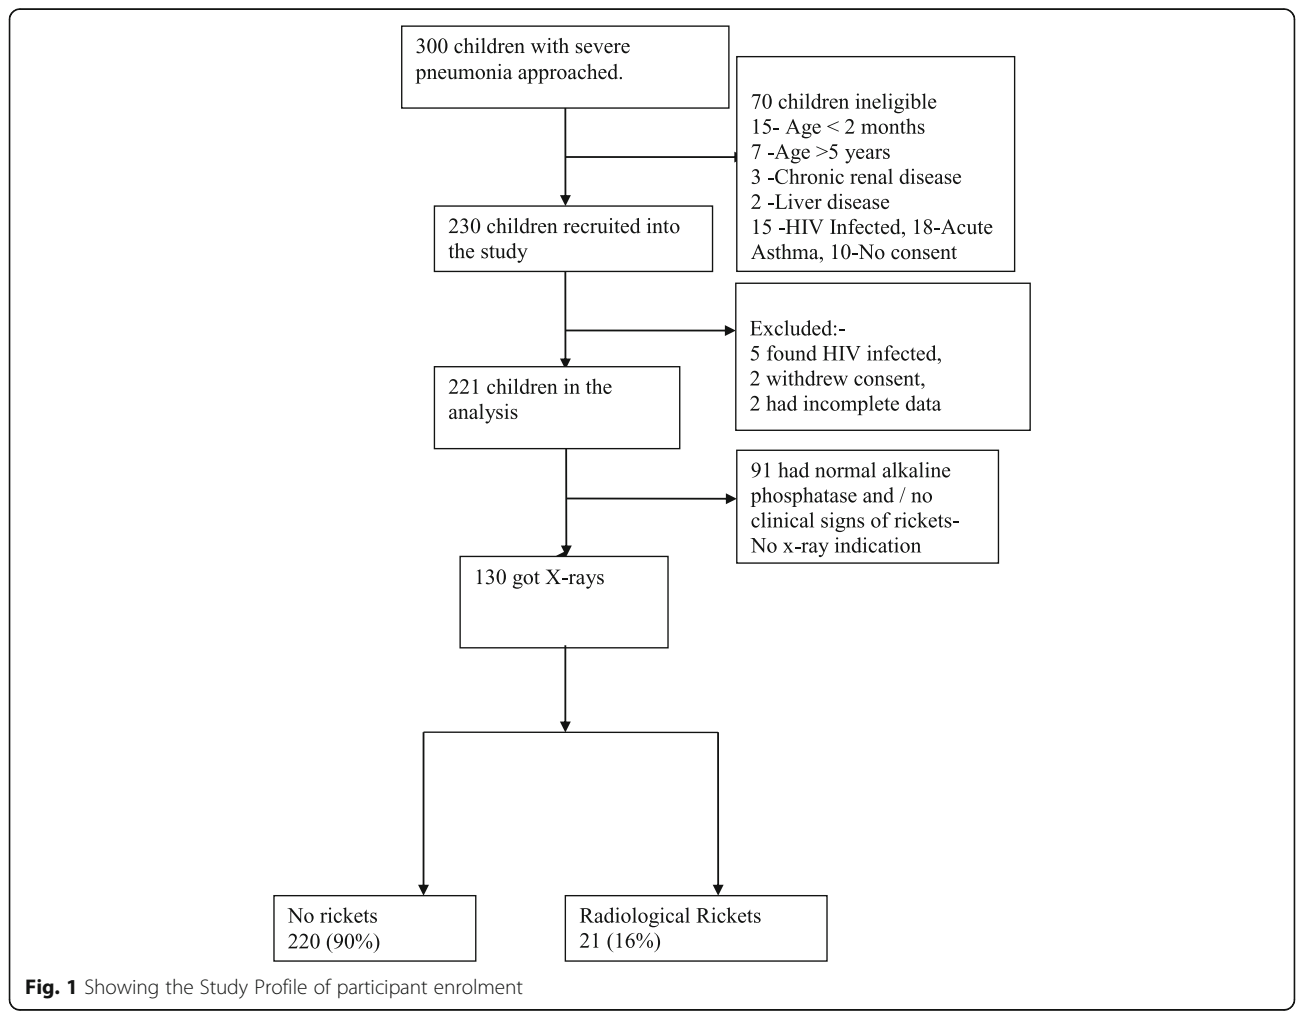 300 children with severe
pneumonia approached.
70 children ineligible
15- Age < 2 months
7 -Age >5 years
3 -Chronic renal disease
2 -Liver disease
15 -HIV Infected, 18-Acute
Asthma, 10-No consent
230 children recruited into
the study
Excluded:-
5 found HIV infected,
2 withdrew consent,
2 had incomplete data
221 children in the
analysis
91 had normal alkaline
phosphatase and / no
clinical signs of rickets-
No x-ray indication
130 got X-rays
No rickets
220 (90%)
Radiological Rickets
21 (16%)
Fig. 1 Showing the Study Profile of participant enrolment